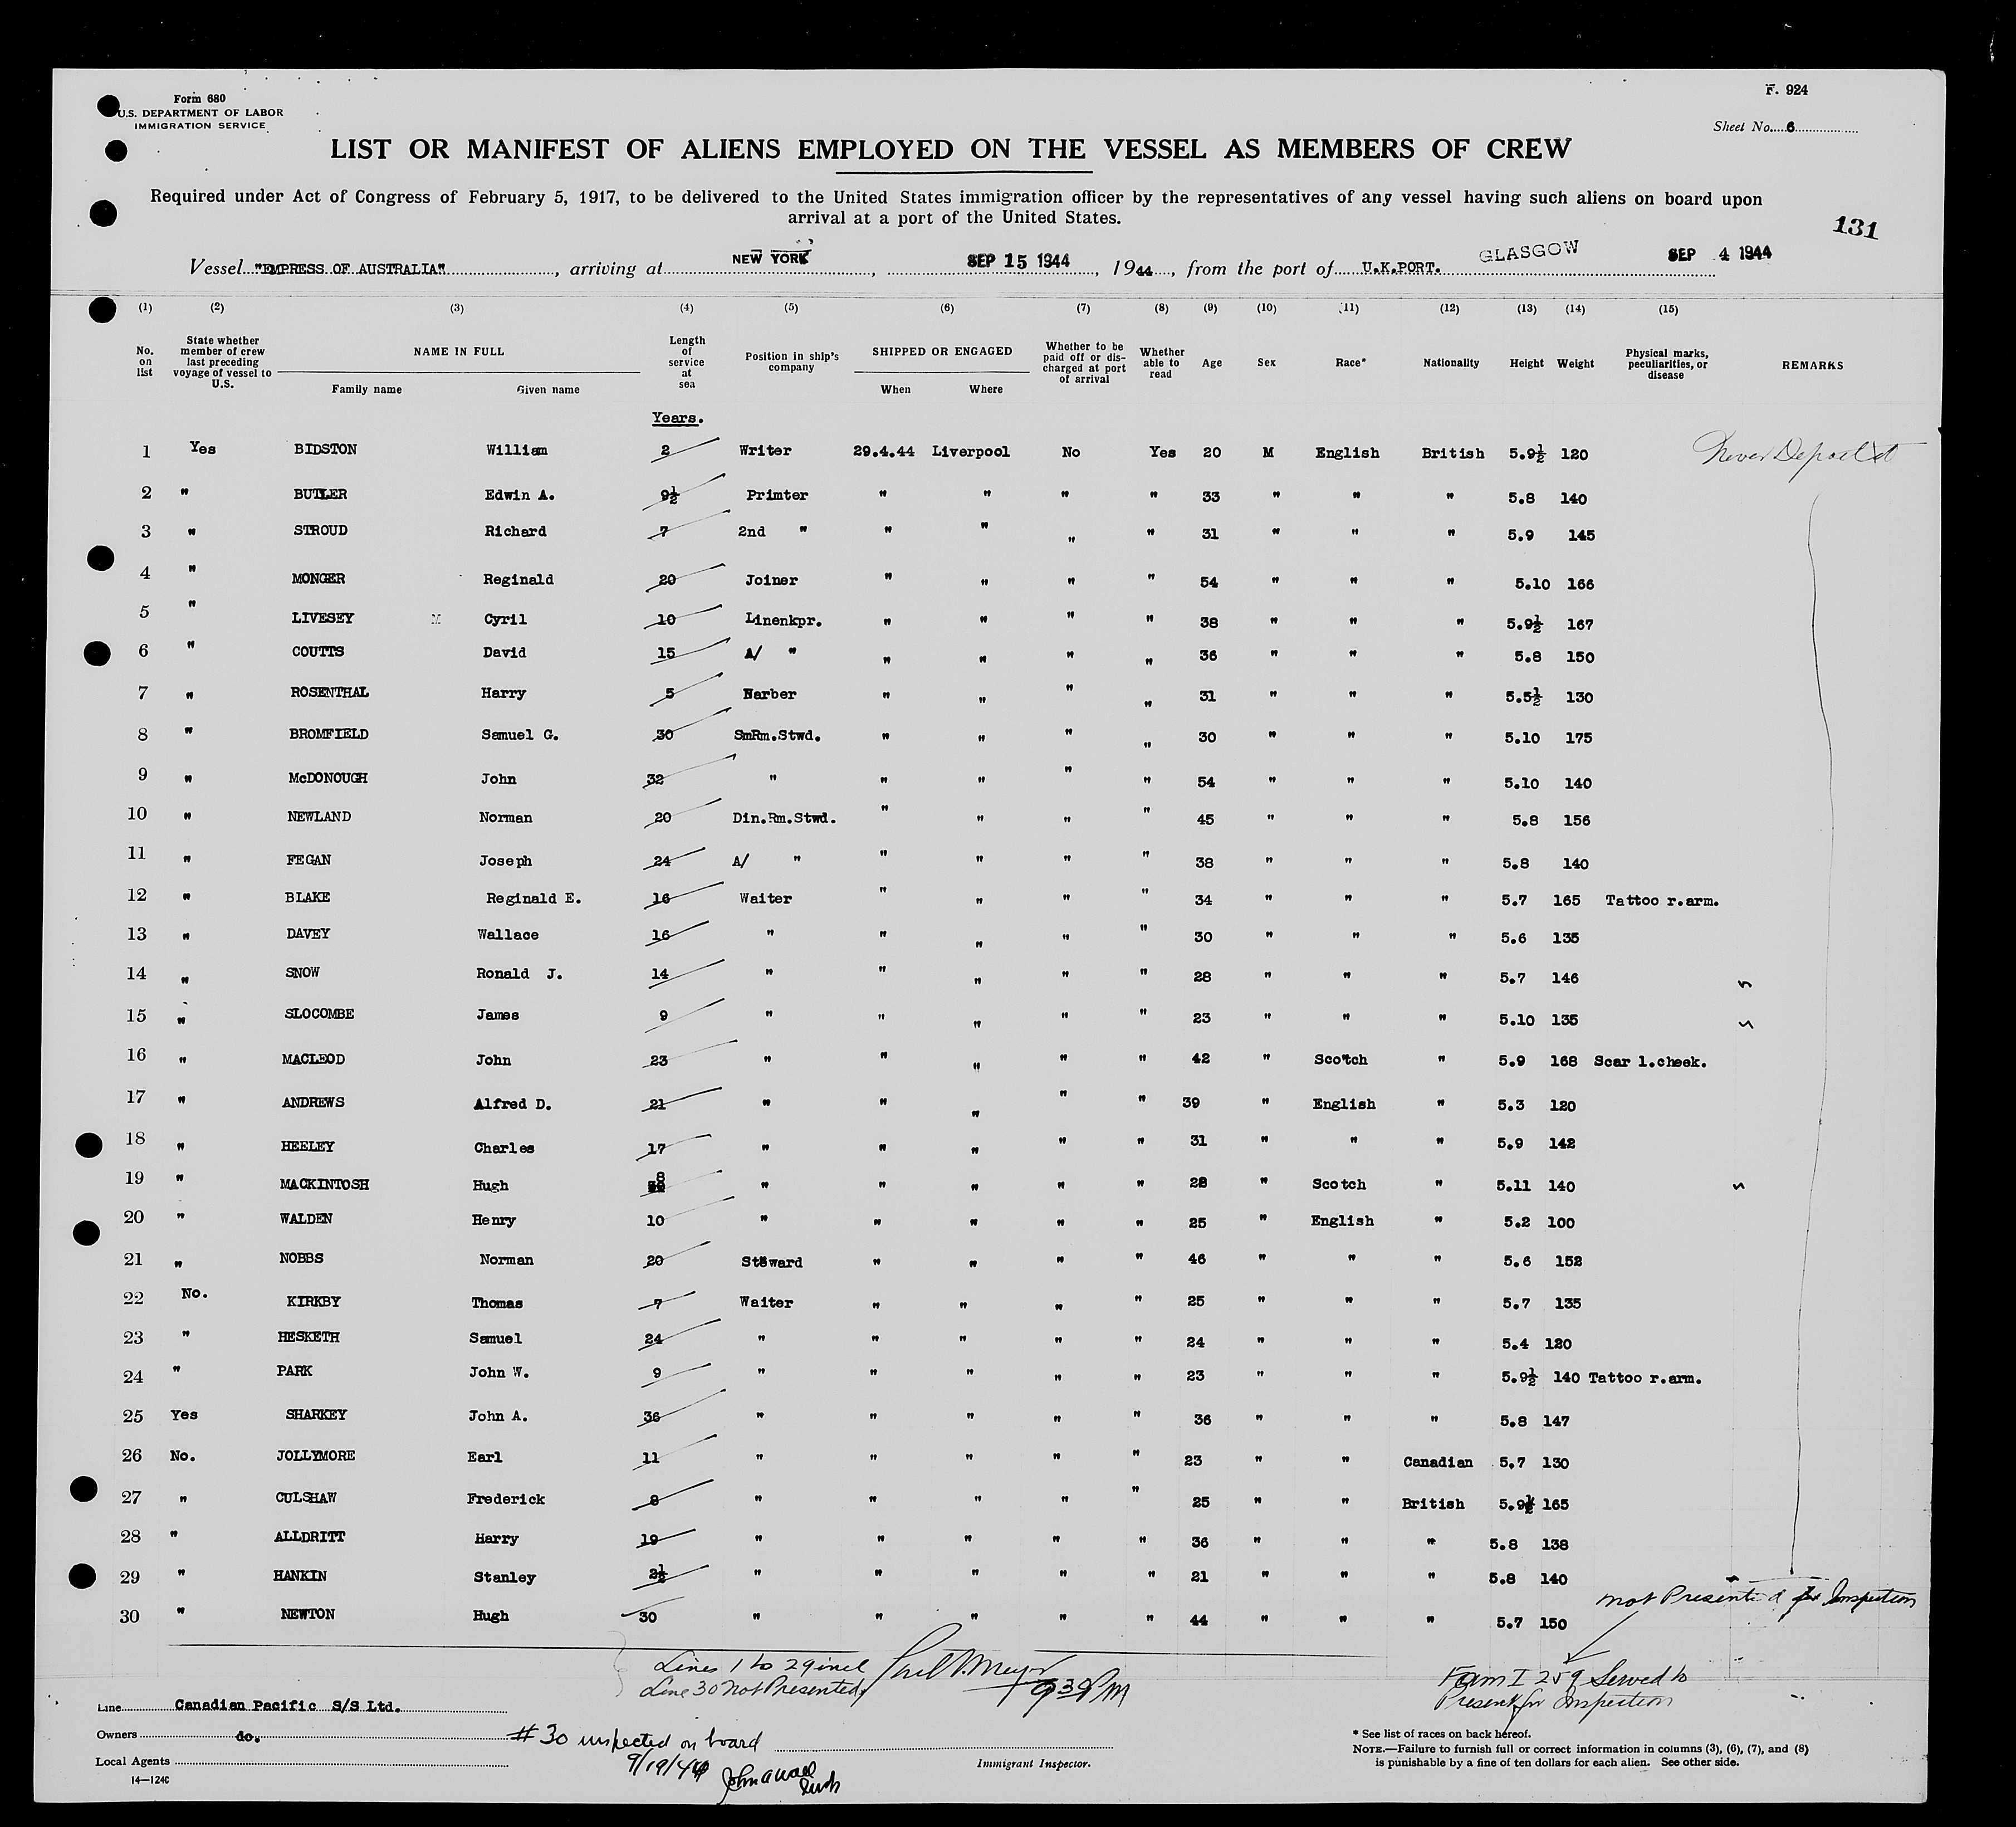 Form 680
U.S. DEPARTMENT OF LABOR
IMMIGRATION SERVICE
F. 924
Sheet No. 6
LIST OR MANIFEST OF ALIENS EMPLOYED ON THE VESSEL AS MEMBERS OF CREW
Required under Act of Congress of February 5, 1917, to be delivered to the United States immigration officer by the representatives of any vessel having such aliens on board upon
arrival at a port of the United States.
131
Vessel "EMPRESS OF AUSTRALIA", arriving at NEW YORK, SEP 15 1944, 1944, from the port of U.K.PORT. GLASGOW SEP 4 1944
(1) (2) (3) (4) (5) (6) (7) (8) (9) (10) (11) (12) (13) (14) (15)
No. on list
State whether member of crew last preceding voyage of vessel to U.S.
NAME IN FULL
Family name Given name
Length of service at sea
Position in ship's company
SHIPPED OR ENGAGED
When Where
Whether to be paid off or discharged at port of arrival
Whether able to read
Age Sex Race* Nationality Height Weight
Physical marks, peculiarities, or disease
REMARKS
Years.
1 Yes BIDSTON William 2 Writer 29.4.44 Liverpool No Yes 20 M English British 5.9½ 120 Never Deported
2 " BUTLER Edwin A. 9½ Primter " " " " 33 " " " 5.8 140
3 " STROUD Richard 7 2nd " " " " " 31 " " " 5.9 145
4 " MONGER Reginald 20 Joiner " " " " 54 " " " 5.10 166
5 " LIVESEY M Cyril 10 Linenkpr. " " " " 38 " " " 5.9½ 167
6 " COUTTS David 15 A/ " " " " " 36 " " " 5.8 150
7 " ROSENTHAL Harry 5 Barber " " " " 31 " " " 5.5½ 130
8 " BROMFIELD Samuel G. 30 SmRm.Stwd. " " " " 30 " " " 5.10 175
9 " McDONOUGH John 32 " " " " " 54 " " " 5.10 140
10 " NEWLAND Norman 20 Din.Rm.Stwd. " " " " 45 " " " 5.8 156
11 " FEGAN Joseph 24 A/ " " " " " 38 " " " 5.8 140
12 " BLAKE Reginald E. 16 Waiter " " " " 34 " " " 5.7 165 Tattoo r.arm.
13 " DAVEY Wallace 16 " " " " " 30 " " " 5.6 135
14 " SNOW Ronald J. 14 " " " " " 28 " " " 5.7 146
15 " SLOCOMBE James 9 " " " " " 23 " " " 5.10 135
16 " MACLEOD John 23 " " " " " 42 " Scotch " 5.9 168 Scar l.cheek.
17 " ANDREWS Alfred D. 21 " " " " " 39 " English " 5.3 120
18 " HEELEY Charles 17 " " " " " 31 " " " 5.9 142
19 " MACKINTOSH Hugh 8 " " " " " 28 " Scotch " 5.11 140
20 " WALDEN Henry 10 " " " " " 25 " English " 5.2 100
21 " NOBBS Norman 20 Steward " " " " 46 " " " 5.6 152
22 No. KIRKBY Thomas 7 Waiter " " " " 25 " " " 5.7 135
23 " HESKETH Samuel 24 " " " " " 24 " " " 5.4 120
24 " PARK John W. 9 " " " " " 23 " " " 5.9½ 140 Tattoo r.arm.
25 Yes SHARKEY John A. 36 " " " " " 36 " " " 5.8 147
26 No. JOLLYMORE Earl 11 " " " " " 23 " " Canadian 5.7 130
27 " CULSHAW Frederick 8 " " " " " 25 " " British 5.9½ 165
28 " ALLDRITT Harry 19 " " " " " 36 " " " 5.8 138
29 " HANKIN Stanley 2½ " " " " " 21 " " " 5.8 140
30 " NEWTON Hugh 30 " " " " " 44 " " " 5.7 150 not Presented for Inspection
Lines 1 to 29 incl
Line 30 not Presented
9 30 PM
Form I 259 Served to
Present for Inspection
Line Canadian Pacific S/S Ltd.
Owners do.
Local Agents
14—1240
#30 inspected on board
9/19/44
Immigrant Inspector.
* See list of races on back hereof.
NOTE.—Failure to furnish full or correct information in columns (3), (6), (7), and (8)
is punishable by a fine of ten dollars for each alien. See other side.